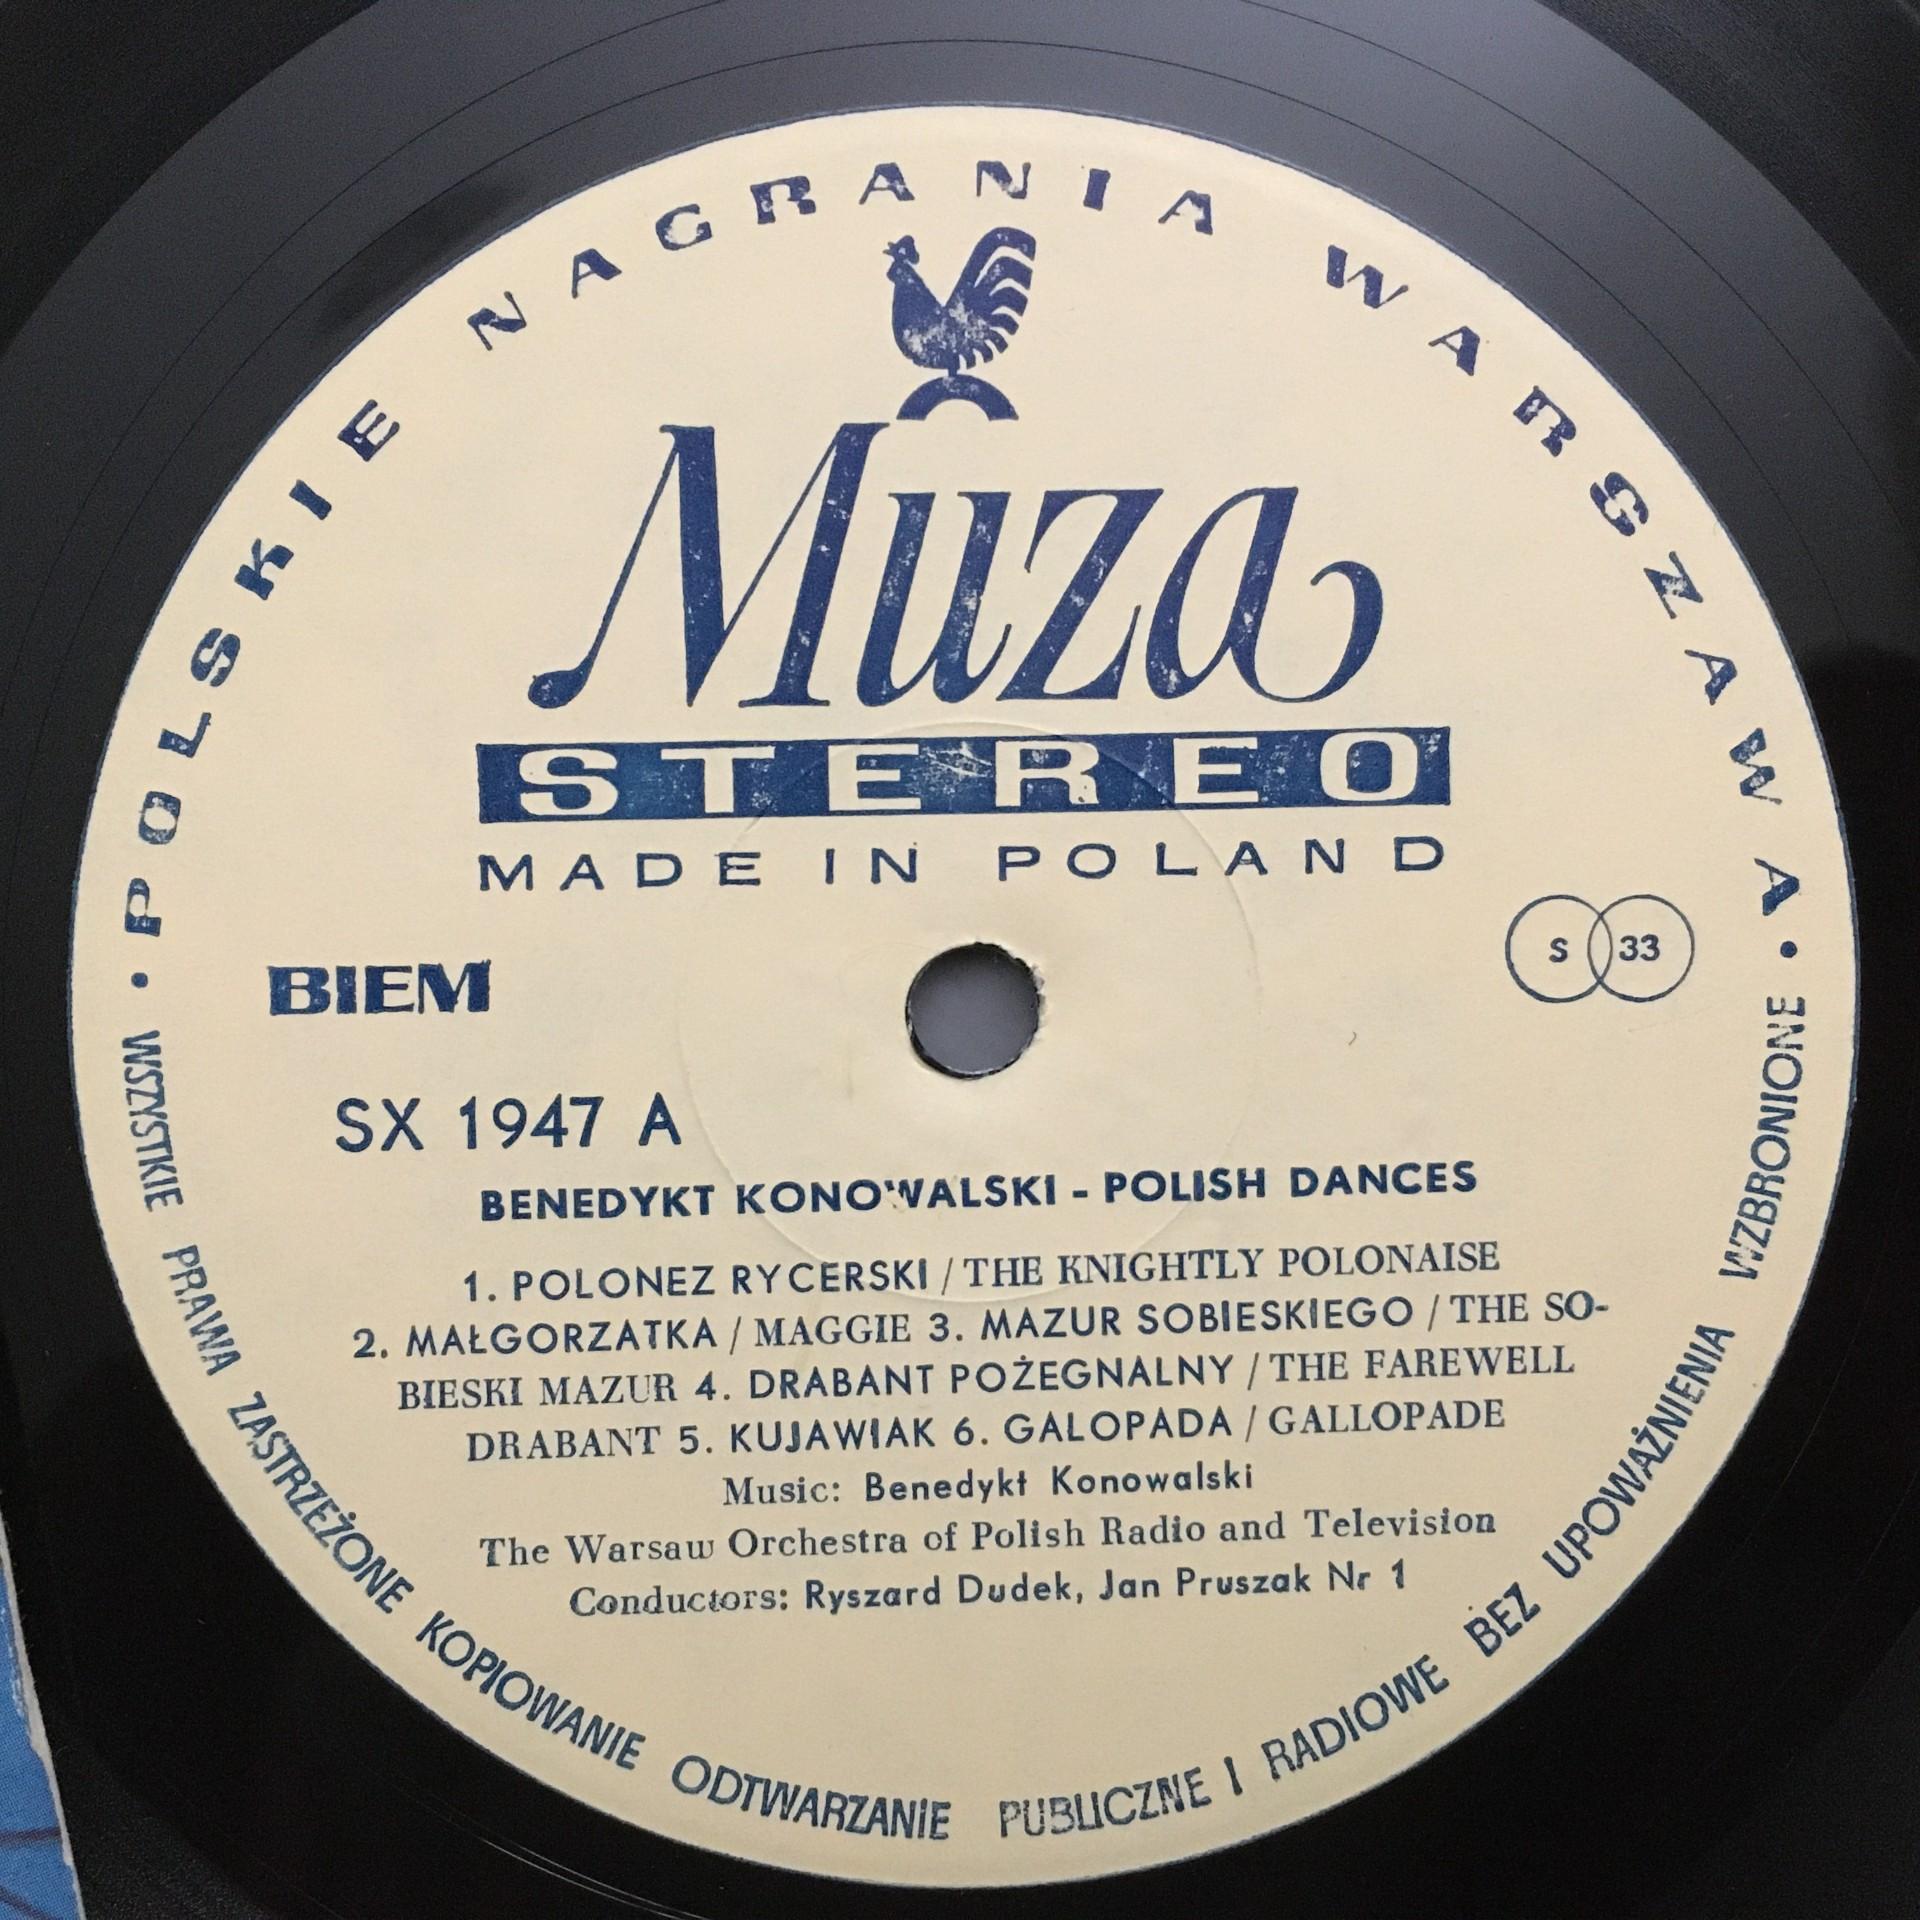 • POLSKIE NAGRANIA WARSZAWA •
Muza
STEREO
MADE IN POLAND
BIEM
S 33
SX 1947 A
BENEDYKT KONOWALSKI - POLISH DANCES
1. POLONEZ RYCERSKI / THE KNIGHTLY POLONAISE
2. MAŁGORZATKA / MAGGIE 3. MAZUR SOBIESKIEGO / THE SO-
BIESKI MAZUR 4. DRABANT POŻEGNALNY / THE FAREWELL
DRABANT 5. KUJAWIAK 6. GALOPADA / GALLOPADE
Music: Benedykt Konowalski
The Warsaw Orchestra of Polish Radio and Television
Conductors: Ryszard Dudek, Jan Pruszak Nr 1
WSZYSTKIE PRAWA ZASTRZEŻONE KOPIOWANIE ODTWARZANIE PUBLICZNE I RADIOWE BEZ UPOWAŻNIENIA WZBRONIONE